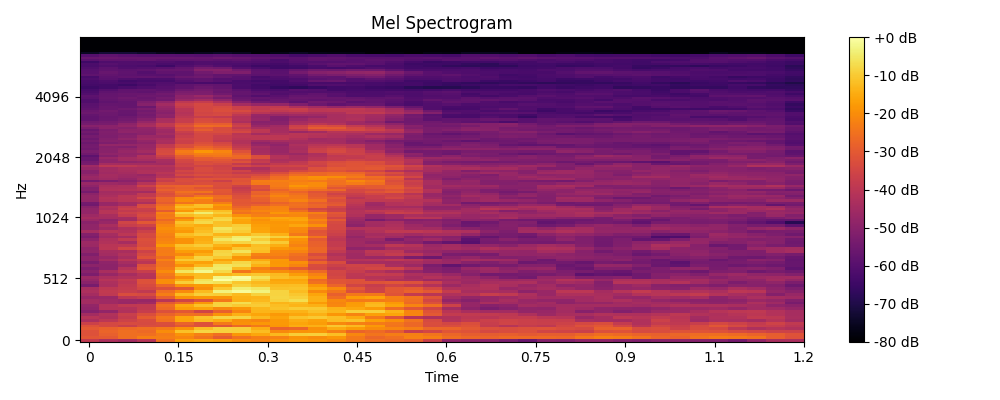 Mel Spectrogram
+0 dB
-10 dB
-20 dB
-30 dB
-40 dB
-50 dB
-60 dB
-70 dB
-80 dB
4096
2048
1024
512
0
Hz
0 0.15 0.3 0.45 0.6 0.75 0.9 1.1 1.2
Time